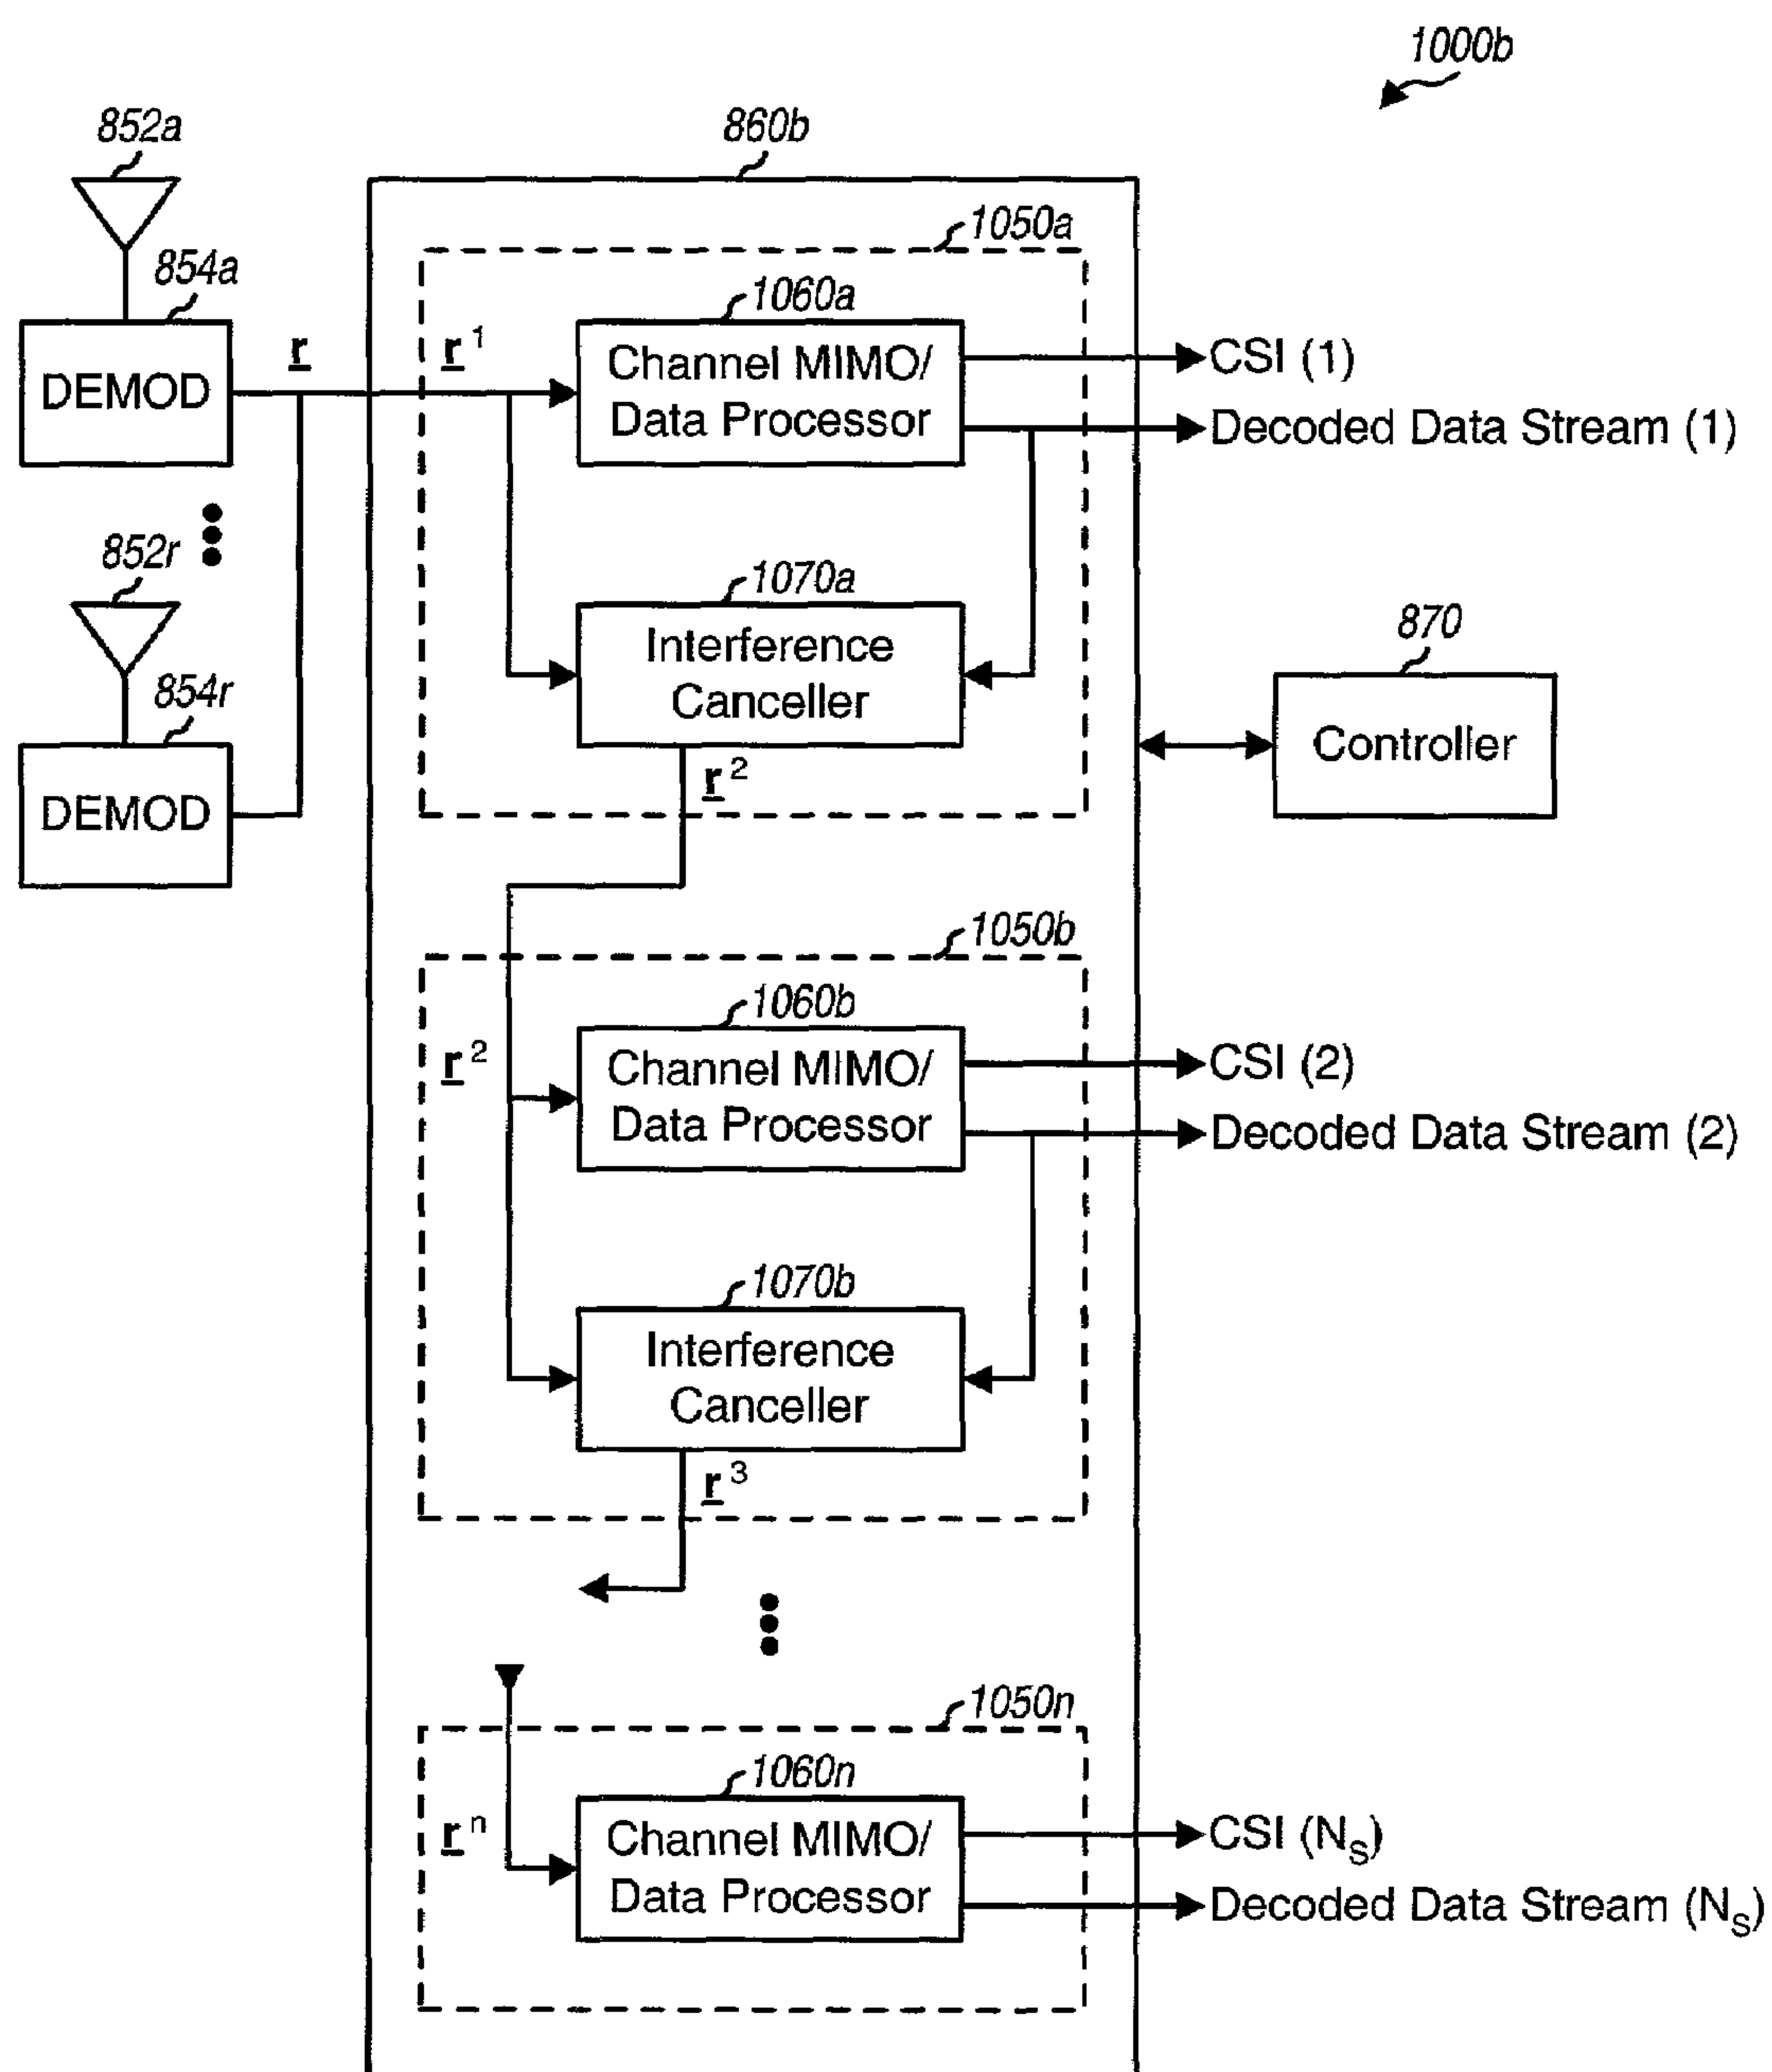 1000b
852a
860b
1050a
854a
1060a
DEMOD
r
r 1
Channel MIMO/
Data Processor
CSI (1)
Decoded Data Stream (1)
852r
1070a
Interference
Canceller
870
Controller
854r
DEMOD
r 2
1050b
1060b
r 2
Channel MIMO/
Data Processor
CSI (2)
Decoded Data Stream (2)
1070b
Interference
Canceller
r 3
1050n
1060n
r n
Channel MIMO/
Data Processor
CSI (NS)
Decoded Data Stream (NS)